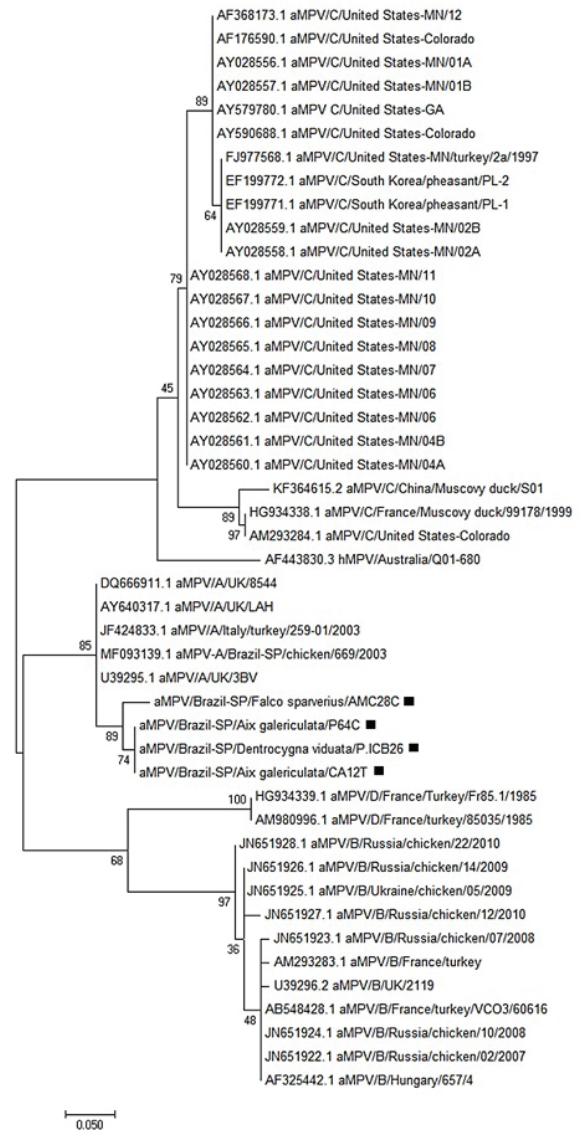 AF368173.1 aMPV/C/United States-MN/12
AF176590.1 aMPV/C/United States-Colorado
AY028556.1 aMPV/C/United States-MN/01A
AY028557.1 aMPV/C/United States-MN/01B
89
AY579780.1 aMPV C/United States-GA
AY590688.1 aMPV/C/United States-Colorado
FJ977568.1 aMPV/C/United States-MN/turkey/2a/1997
EF199772.1 aMPV/C/South Korea/pheasant/PL-2
EF199771.1 aMPV/C/South Korea/pheasant/PL-1
64
AY028559.1 aMPV/C/United States-MN/02B
AY028558.1 aMPV/C/United States-MN/02A
79
AY028568.1 aMPV/C/United States-MN/11
AY028567.1 aMPV/C/United States-MN/10
AY028566.1 aMPV/C/United States-MN/09
AY028565.1 aMPV/C/United States-MN/08
AY028564.1 aMPV/C/United States-MN/07
45
AY028563.1 aMPV/C/United States-MN/06
AY028562.1 aMPV/C/United States-MN/06
AY028561.1 aMPV/C/United States-MN/04B
AY028560.1 aMPV/C/United States-MN/04A
KF364615.2 aMPV/C/China/Muscovy duck/S01
89
HG934338.1 aMPV/C/France/Muscovy duck/99178/1999
97
AM293284.1 aMPV/C/United States-Colorado
AF443830.3 hMPV/Australia/Q01-680
DQ666911.1 aMPV/A/UK/8544
AY640317.1 aMPV/A/UK/LAH
JF424833.1 aMPV/A/Italy/turkey/259-01/2003
85
MF093139.1 aMPV-A/Brazil-SP/chicken/669/2003
U39295.1 aMPV/A/UK/3BV
aMPV/Brazil-SP/Falco sparverius/AMC28C
aMPV/Brazil-SP/Aix galericulata/P64C
89
aMPV/Brazil-SP/Dentrocygna viduata/P.ICB26
74
aMPV/Brazil-SP/Aix galericulata/CA12T
100
HG934339.1 aMPV/D/France/Turkey/Fr85.1/1985
AM980996.1 aMPV/D/France/turkey/85035/1985
JN651928.1 aMPV/B/Russia/chicken/22/2010
68
JN651926.1 aMPV/B/Russia/chicken/14/2009
JN651925.1 aMPV/B/Ukraine/chicken/05/2009
97
JN651927.1 aMPV/B/Russia/chicken/12/2010
JN651923.1 aMPV/B/Russia/chicken/07/2008
36
AM293283.1 aMPV/B/France/turkey
U39296.2 aMPV/B/UK/2119
AB548428.1 aMPV/B/France/turkey/VCO3/60616
48
JN651924.1 aMPV/B/Russia/chicken/10/2008
JN651922.1 aMPV/B/Russia/chicken/02/2007
AF325442.1 aMPV/B/Hungary/657/4
0.050